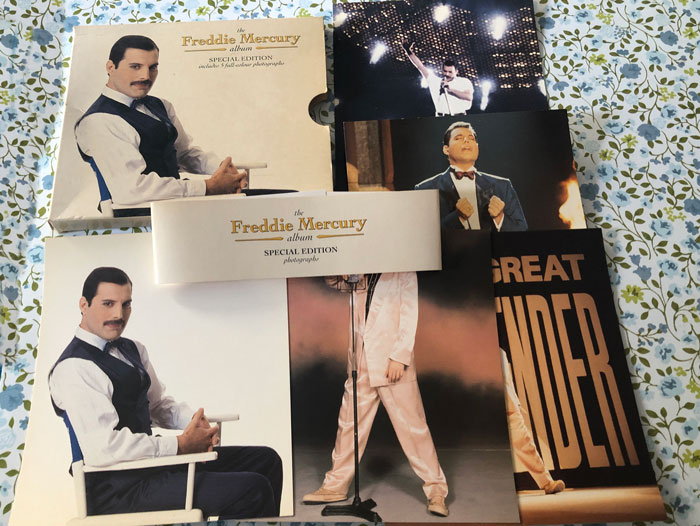 the
Freddie Mercury
album
SPECIAL EDITION
includes 5 full colour photographs
the
Freddie Mercury
album
SPECIAL EDITION
photographs
GREAT
NDER